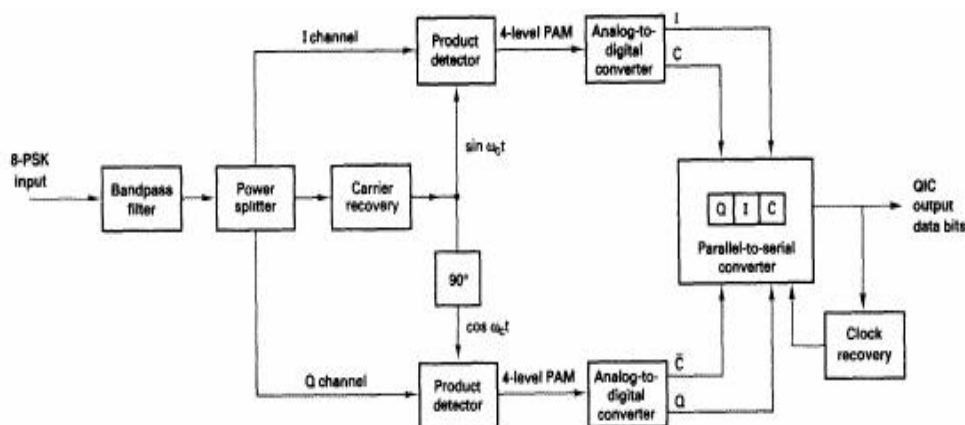 I channel
Product
detector
4-level PAM
Analog-to-
digital
converter
I
C
sin ωct
8-PSK
input
Bandpass
filter
Power
splitter
Carrier
recovery
Q I C
Parallel-to-serial
converter
QIC
output
data bits
90°
cos ωct
Clock
recovery
Q channel
Product
detector
4-level PAM
Analog-to-
digital
converter
C̄
Q